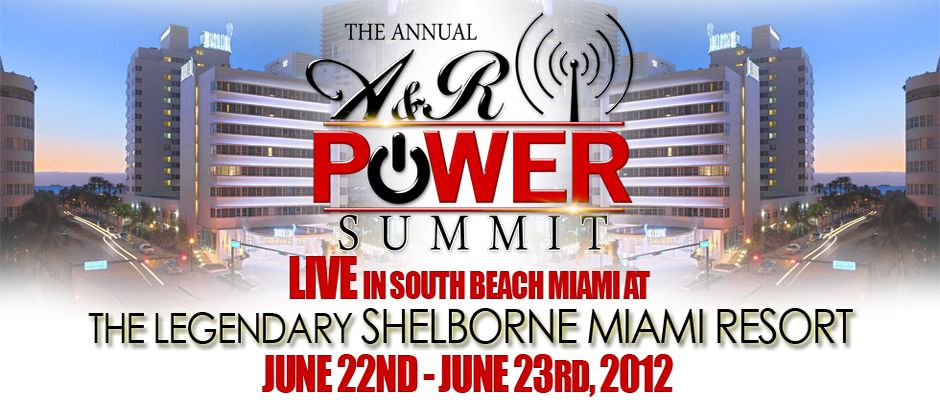 THE ANNUAL
A&R
POWER
SUMMIT
LIVE IN SOUTH BEACH MIAMI AT
THE LEGENDARY SHELBORNE MIAMI RESORT
JUNE 22ND - JUNE 23RD, 2012